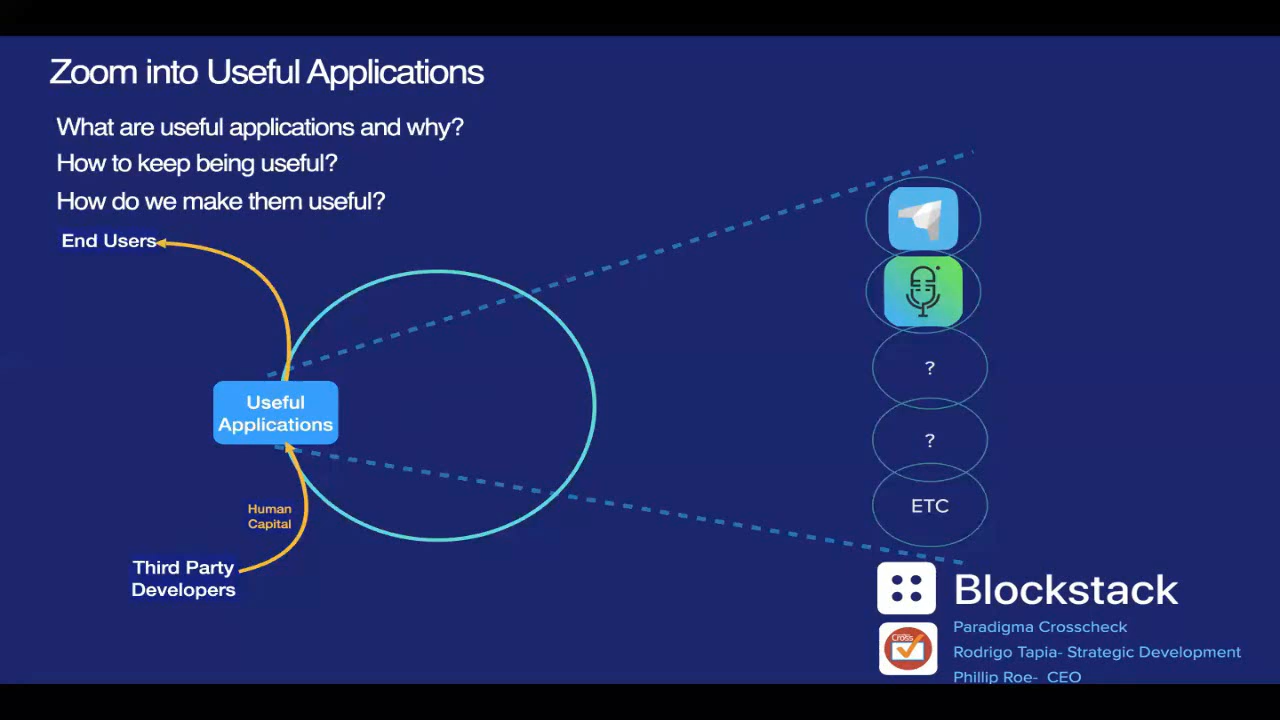 Zoom into Useful Applications
What are useful applications and why?
How to keep being useful?
How do we make them useful?
End Users
Useful
Applications
Human
Capital
Third Party
Developers
?
?
ETC
Blockstack
Cross
Paradigma Crosscheck
Rodrigo Tapia- Strategic Development
Phillip Roe- CEO